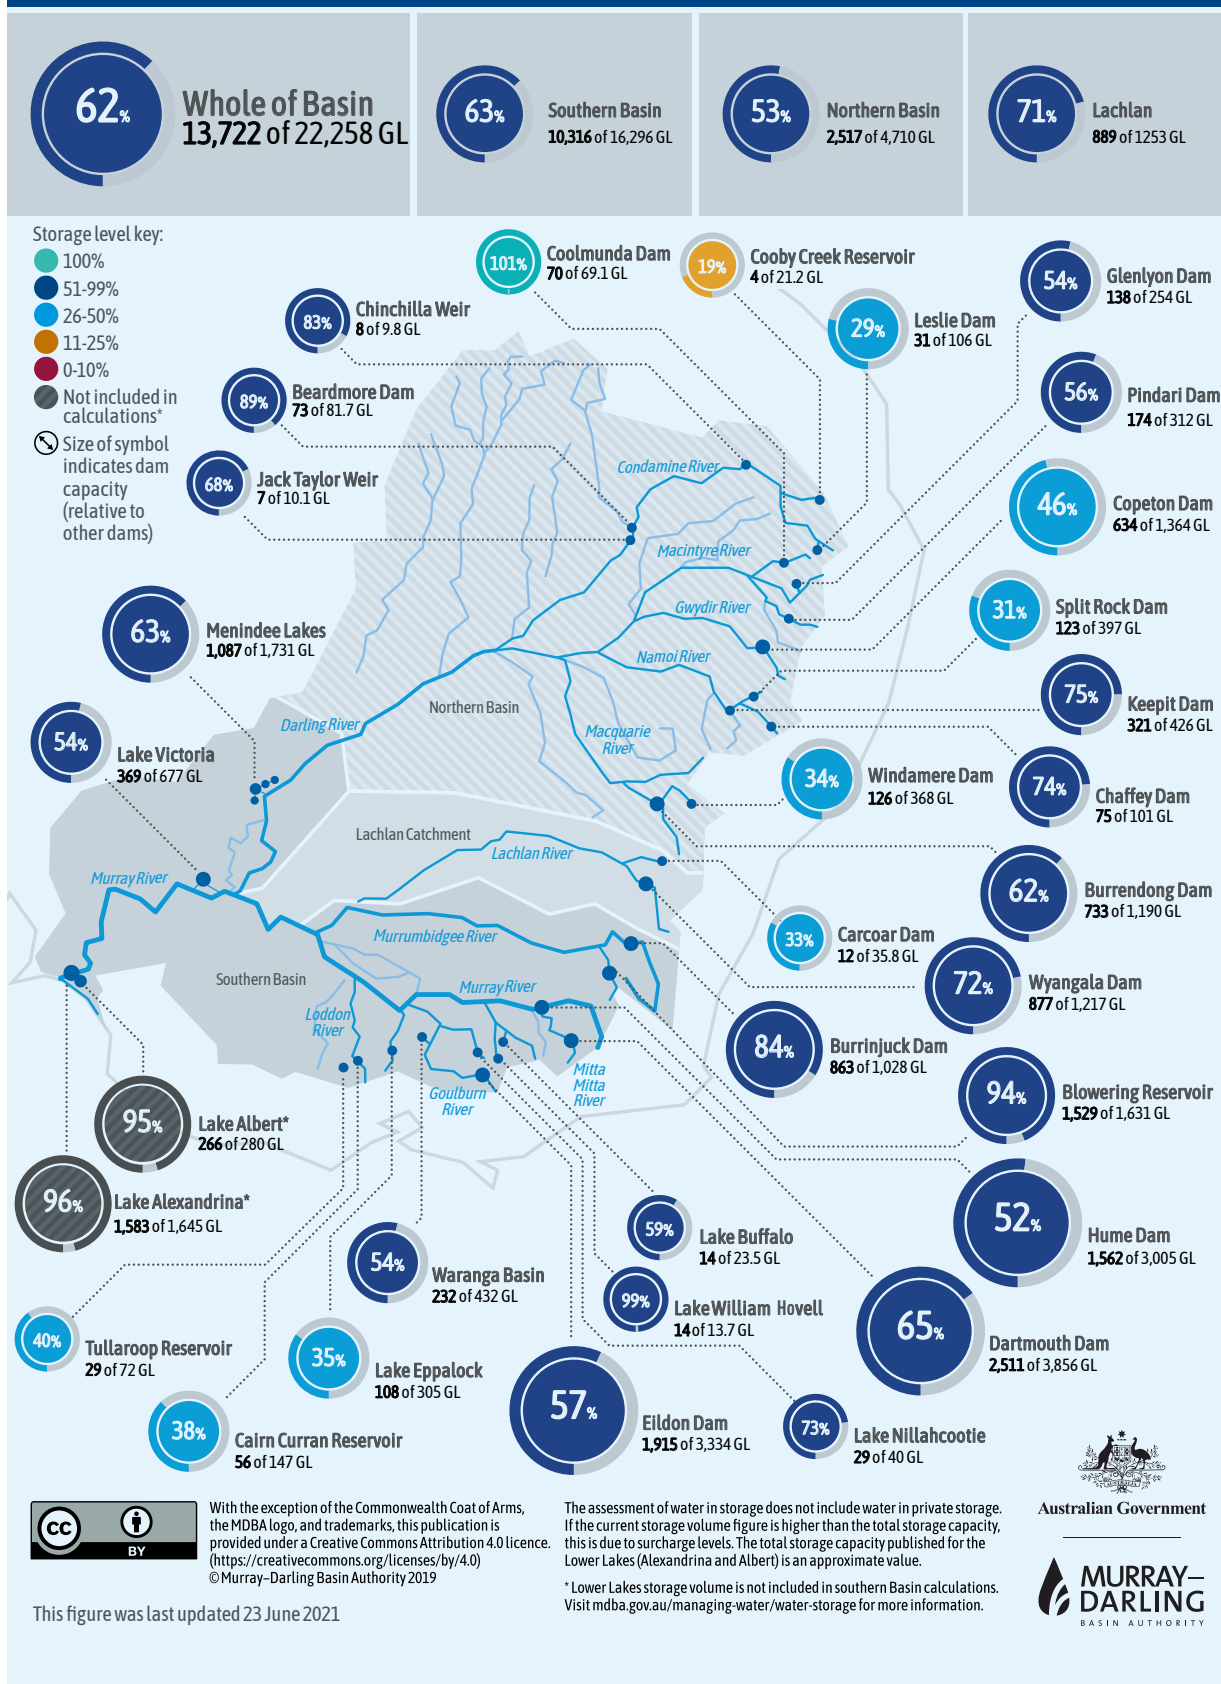 62%
Whole of Basin
13,722 of 22,258 GL
63%
Southern Basin
10,316 of 16,296 GL
53%
Northern Basin
2,517 of 4,710 GL
71%
Lachlan
889 of 1253 GL
Storage level key:
100%
51-99%
26-50%
11-25%
0-10%
Not included in
calculations*
Size of symbol
indicates dam
capacity
(relative to
other dams)
101%
Coolmunda Dam
70 of 69.1 GL
19%
Cooby Creek Reservoir
4 of 21.2 GL
54%
Glenlyon Dam
138 of 254 GL
83%
Chinchilla Weir
8 of 9.8 GL
29%
Leslie Dam
31 of 106 GL
89%
Beardmore Dam
73 of 81.7 GL
56%
Pindari Dam
174 of 312 GL
68%
Jack Taylor Weir
7 of 10.1 GL
46%
Copeton Dam
634 of 1,364 GL
Condamine River
Macintyre River
Gwydir River
Namoi River
Macquarie
River
Darling River
Northern Basin
63%
Menindee Lakes
1,087 of 1,731 GL
31%
Split Rock Dam
123 of 397 GL
75%
Keepit Dam
321 of 426 GL
54%
Lake Victoria
369 of 677 GL
34%
Windamere Dam
126 of 368 GL
74%
Chaffey Dam
75 of 101 GL
Lachlan Catchment
Lachlan River
Murray River
62%
Burrendong Dam
733 of 1,190 GL
33%
Carcoar Dam
12 of 35.8 GL
Murrumbidgee River
Southern Basin
Murray River
Loddon
River
Goulburn
River
Mitta
Mitta
River
72%
Wyangala Dam
877 of 1,217 GL
84%
Burrinjuck Dam
863 of 1,028 GL
94%
Blowering Reservoir
1,529 of 1,631 GL
95%
Lake Albert*
266 of 280 GL
96%
Lake Alexandrina*
1,583 of 1,645 GL
52%
Hume Dam
1,562 of 3,005 GL
59%
Lake Buffalo
14 of 23.5 GL
54%
Waranga Basin
232 of 432 GL
99%
Lake William Hovell
14 of 13.7 GL
65%
Dartmouth Dam
2,511 of 3,856 GL
40%
Tullaroop Reservoir
29 of 72 GL
35%
Lake Eppalock
108 of 305 GL
57%
Eildon Dam
1,915 of 3,334 GL
38%
Cairn Curran Reservoir
56 of 147 GL
73%
Lake Nillahcootie
29 of 40 GL
cc
BY
With the exception of the Commonwealth Coat of Arms,
the MDBA logo, and trademarks, this publication is
provided under a Creative Commons Attribution 4.0 licence.
(https://creativecommons.org/licenses/by/4.0)
© Murray–Darling Basin Authority 2019
This figure was last updated 23 June 2021
The assessment of water in storage does not include water in private storage.
If the current storage volume figure is higher than the total storage capacity,
this is due to surcharge levels. The total storage capacity published for the
Lower Lakes (Alexandrina and Albert) is an approximate value.
* Lower Lakes storage volume is not included in southern Basin calculations.
Visit mdba.gov.au/managing-water/water-storage for more information.
Australian Government
MURRAY–
DARLING
BASIN AUTHORITY